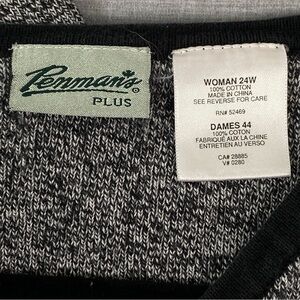 Penmans®
PLUS
WOMAN 24W
100% COTTON
MADE IN CHINA
SEE REVERSE FOR CARE
RN# 52469
DAMES 44
100% COTON
FABRIQUÉ AUX LA CHINE
ENTRETIEN AU VERSO
CA# 28885
V# 0280